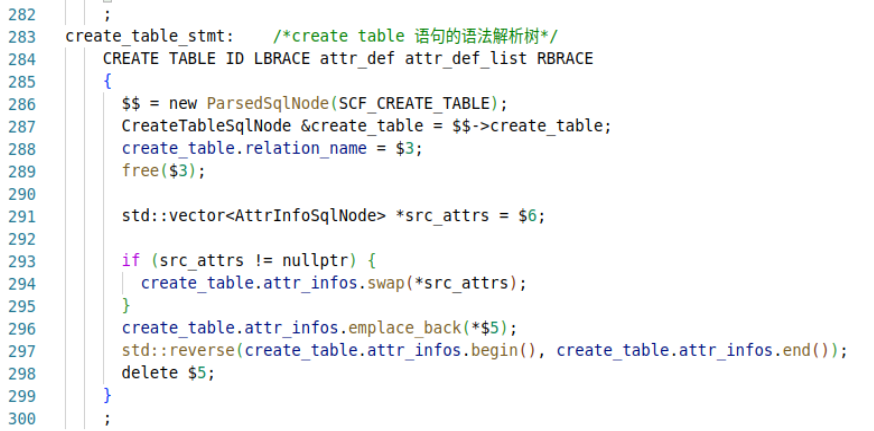 282 ;
283 create_table_stmt: /*create table 语句的语法解析树*/
284 CREATE TABLE ID LBRACE attr_def attr_def_list RBRACE
285 {
286 $$ = new ParsedSqlNode(SCF_CREATE_TABLE);
287 CreateTableSqlNode &create_table = $$->create_table;
288 create_table.relation_name = $3;
289 free($3);
290
291 std::vector<AttrInfoSqlNode> *src_attrs = $6;
292
293 if (src_attrs != nullptr) {
294 create_table.attr_infos.swap(*src_attrs);
295 }
296 create_table.attr_infos.emplace_back(*$5);
297 std::reverse(create_table.attr_infos.begin(), create_table.attr_infos.end());
298 delete $5;
299 }
300 ;